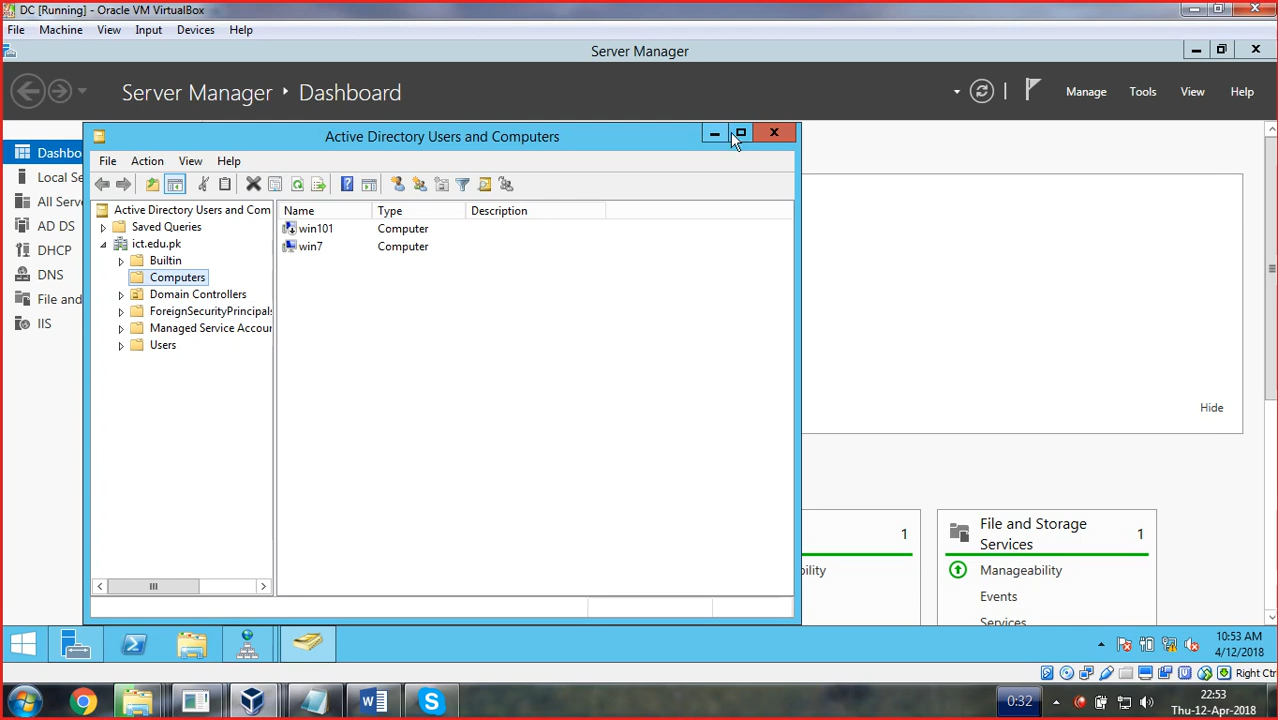 DC [Running] - Oracle VM VirtualBox
File Machine View Input Devices Help
Server Manager
Server Manager Dashboard
Manage Tools View Help
Active Directory Users and Computers
File Action View Help
Dashbo
Local Se
All Serve
AD DS
DHCP
DNS
File and
IIS
Active Directory Users and Com
Saved Queries
ict.edu.pk
Builtin
Computers
Domain Controllers
ForeignSecurityPrincipals
Managed Service Accour
Users
Name Type Description
win101 Computer
win7 Computer
Hide
1
ibility
File and Storage Services 1
Manageability
Events
Services
10:53 AM
4/12/2018
Right Ctr
0:32
22:53
Thu-12-Apr-2018